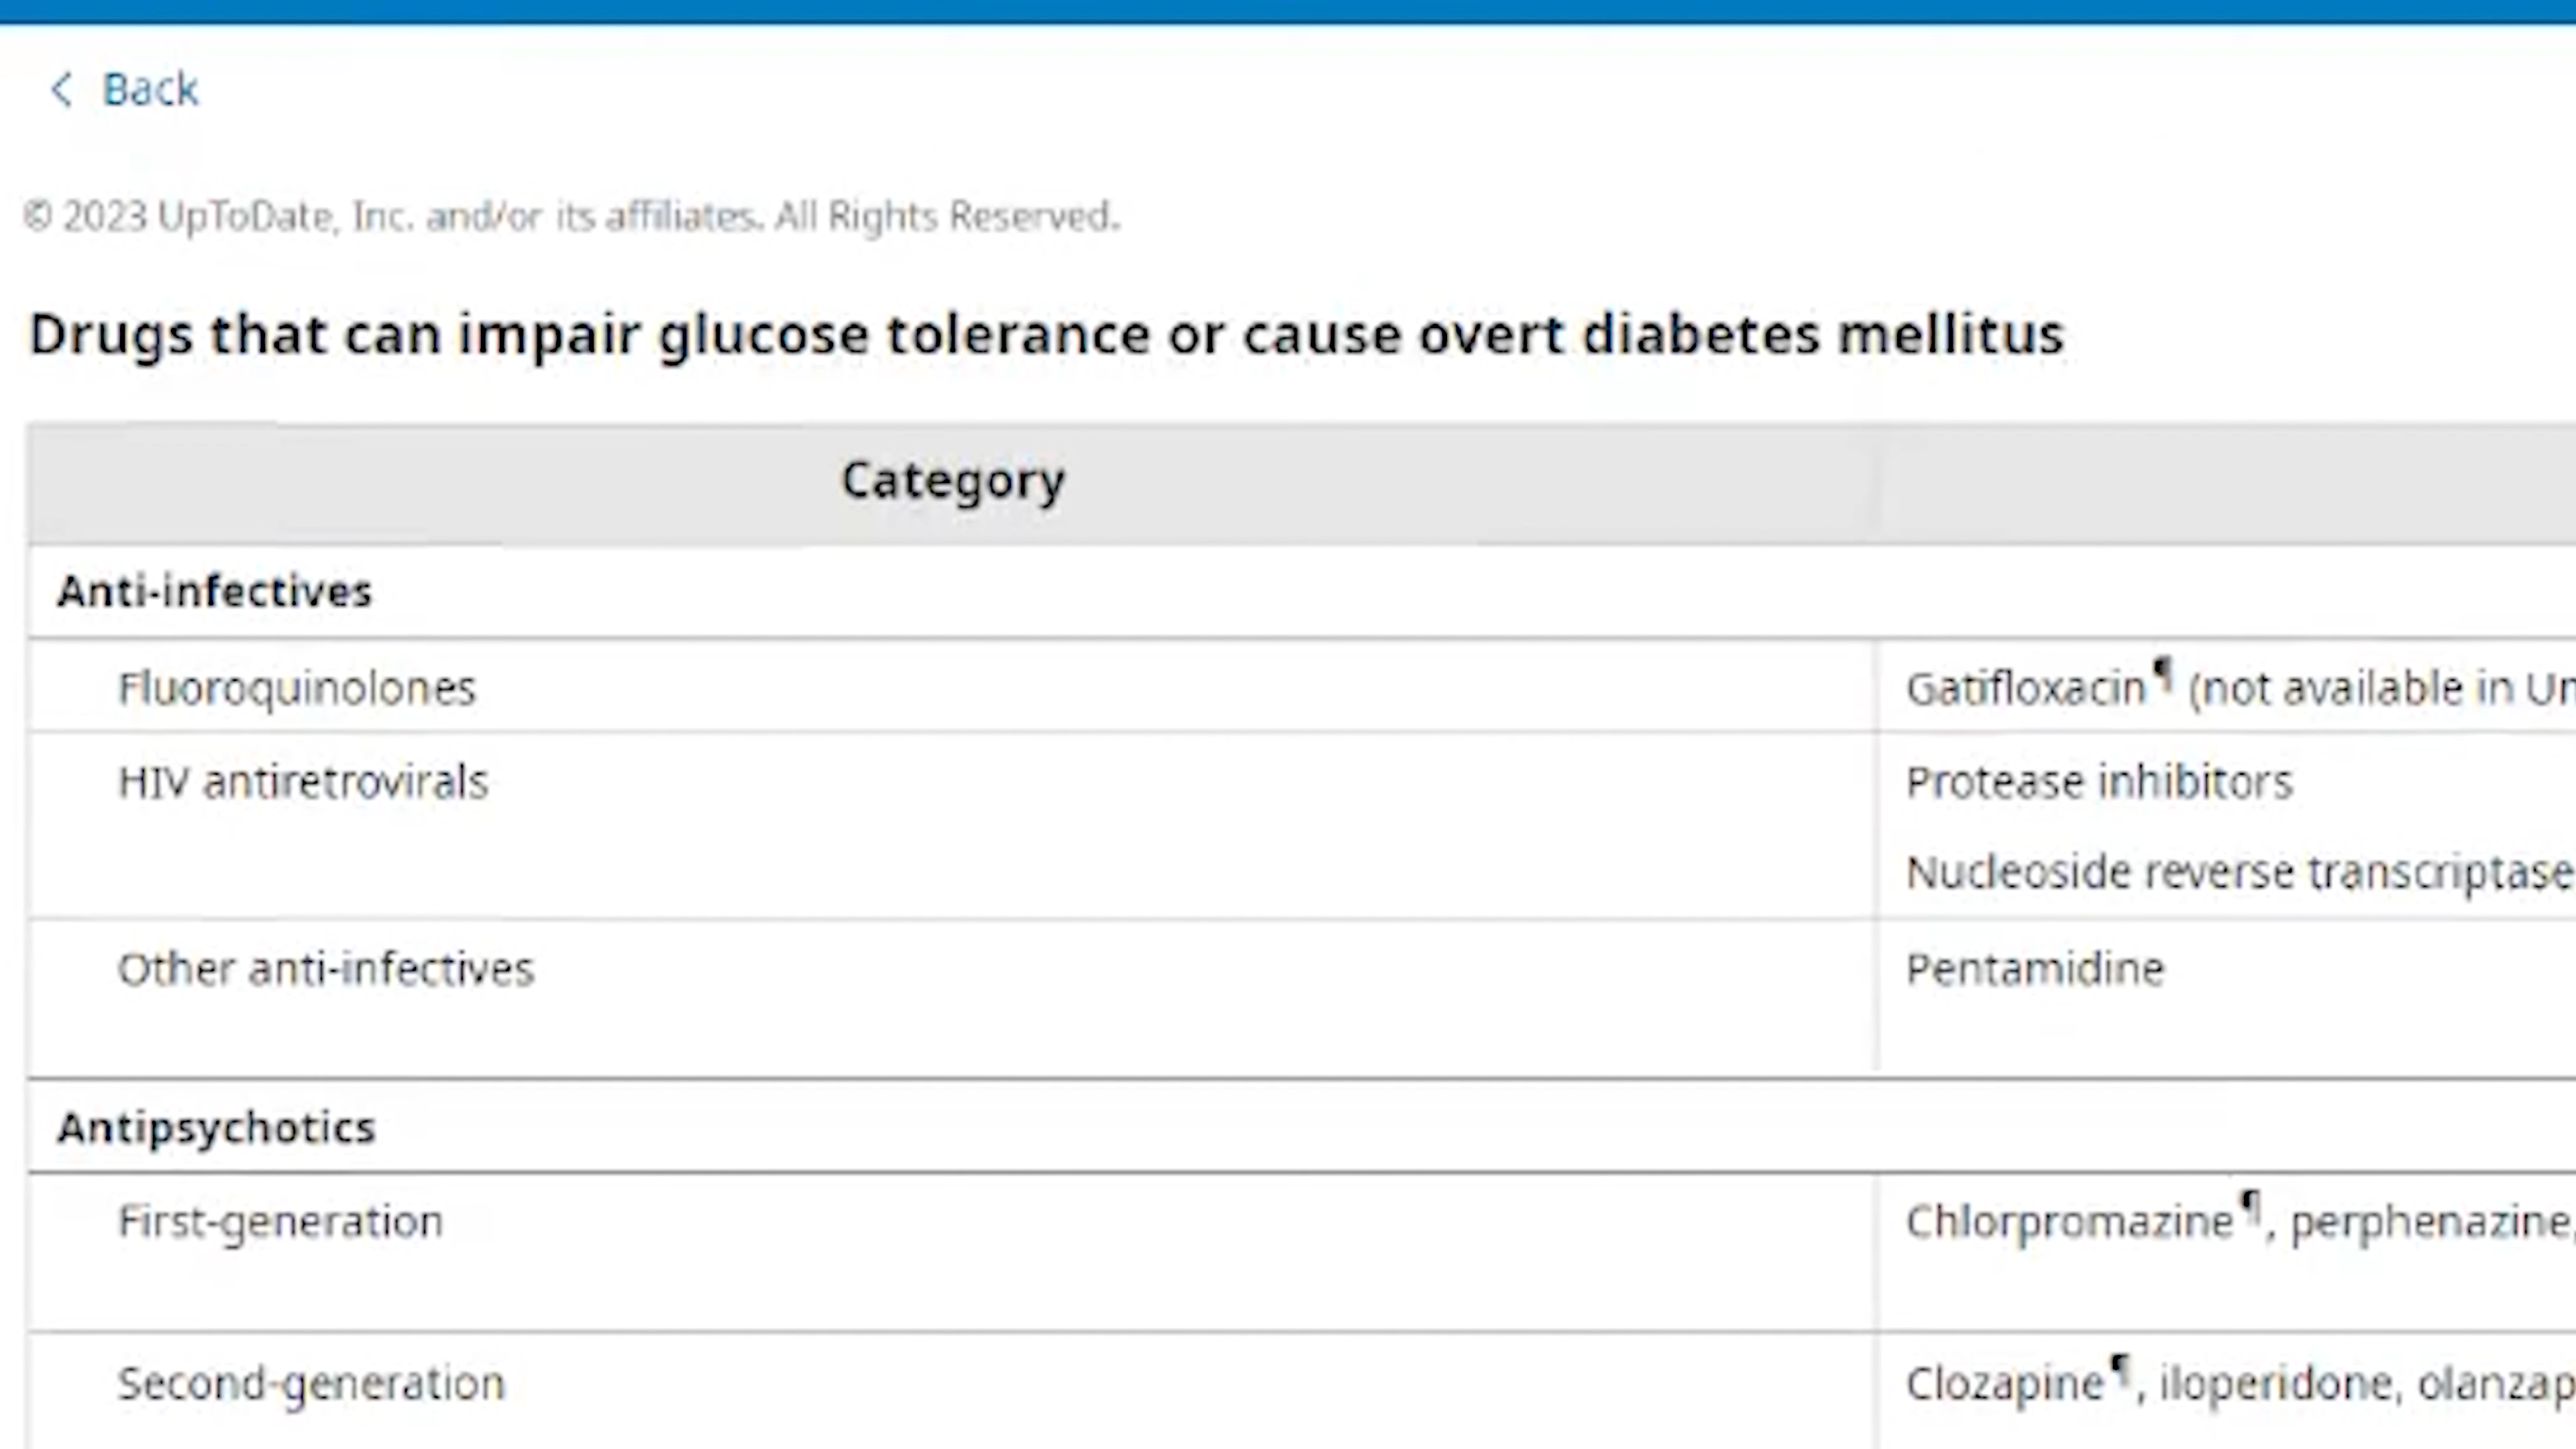 Back
© 2023 UpToDate, Inc. and/or its affiliates. All Rights Reserved.
Drugs that can impair glucose tolerance or cause overt diabetes mellitus
Category
Anti-infectives
Fluoroquinolones
Gatifloxacin¶ (not available in Un
HIV antiretrovirals
Protease inhibitors
Nucleoside reverse transcriptase
Other anti-infectives
Pentamidine
Antipsychotics
First-generation
Chlorpromazine¶, perphenazine,
Second-generation
Clozapine¶, iloperidone, olanzap